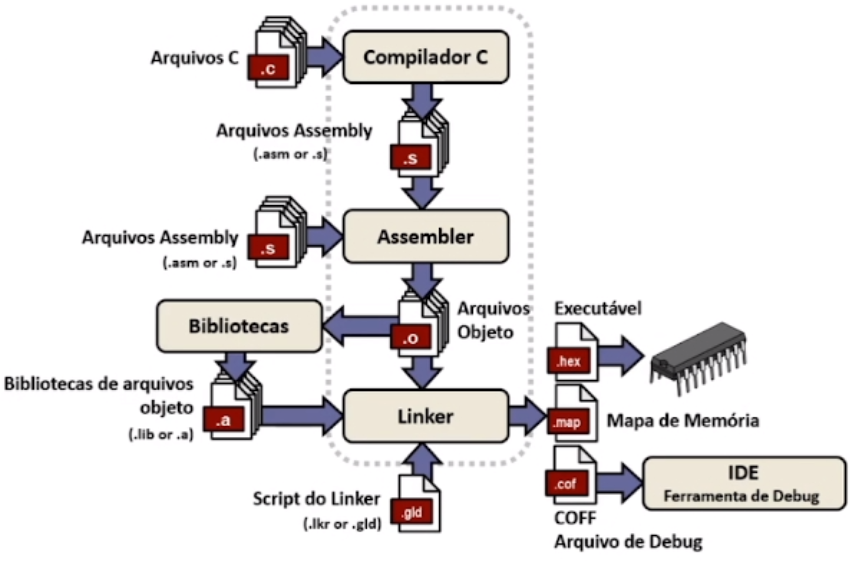 Arquivos C
.c
Compilador C
Arquivos Assembly
(.asm or .s)
.s
Arquivos Assembly
(.asm or .s)
.s
Assembler
Bibliotecas
.o
Arquivos
Objeto
Executável
.hex
Bibliotecas de arquivos
objeto
(.lib or .a)
.a
Linker
.map
Mapa de Memória
Script do Linker
(.lkr or .gld)
.gld
.cof
COFF
Arquivo de Debug
IDE
Ferramenta de Debug